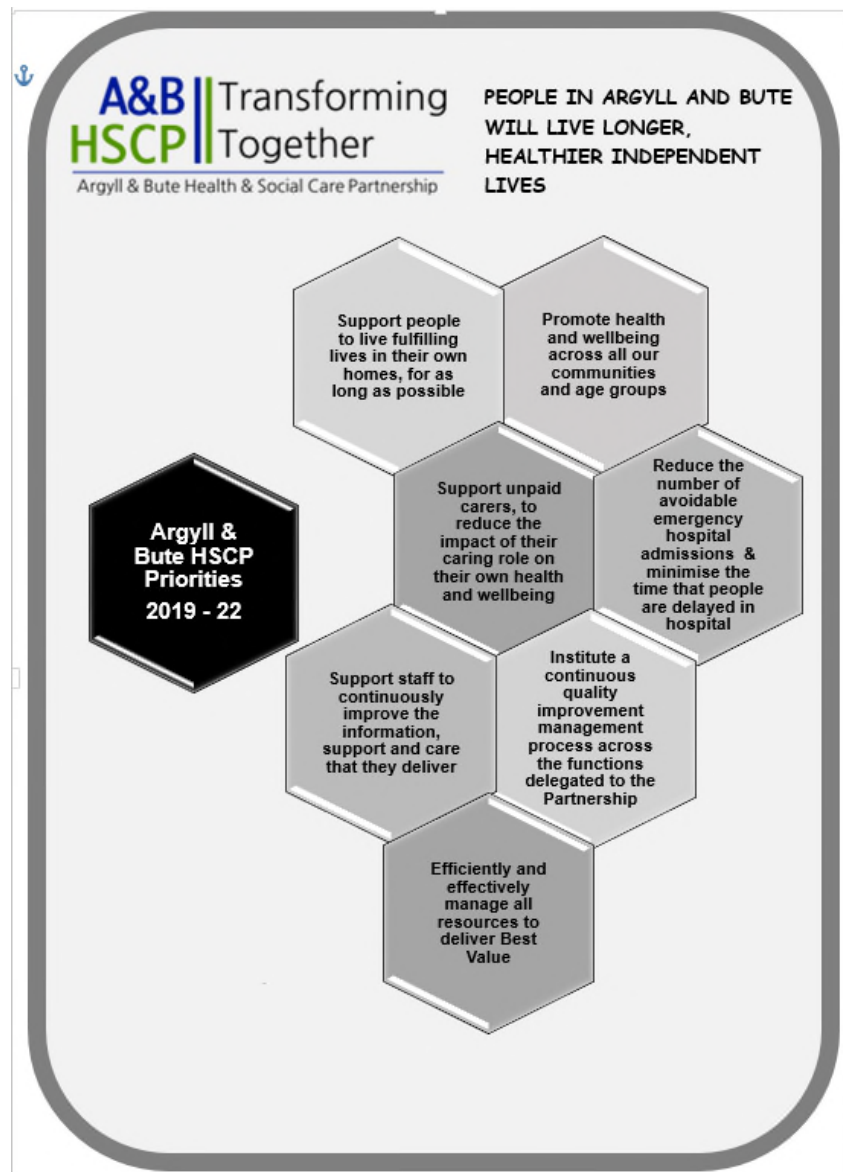 A&B
HSCP
Transforming
Together
Argyll & Bute Health & Social Care Partnership
PEOPLE IN ARGYLL AND BUTE
WILL LIVE LONGER,
HEALTHIER INDEPENDENT
LIVES
Support people
to live fulfilling
lives in their own
homes, for as
long as possible
Promote health
and wellbeing
across all our
communities
and age groups
Argyll &
Bute HSCP
Priorities
2019 - 22
Support unpaid
carers, to
reduce the
impact of their
caring role on
their own health
and wellbeing
Reduce the
number of
avoidable
emergency
hospital
admissions &
minimise the
time that people
are delayed in
hospital
Support staff to
continuously
improve the
information,
support and care
that they deliver
Institute a
continuous
quality
improvement
management
process across
the functions
delegated to the
Partnership
Efficiently and
effectively
manage all
resources to
deliver Best
Value